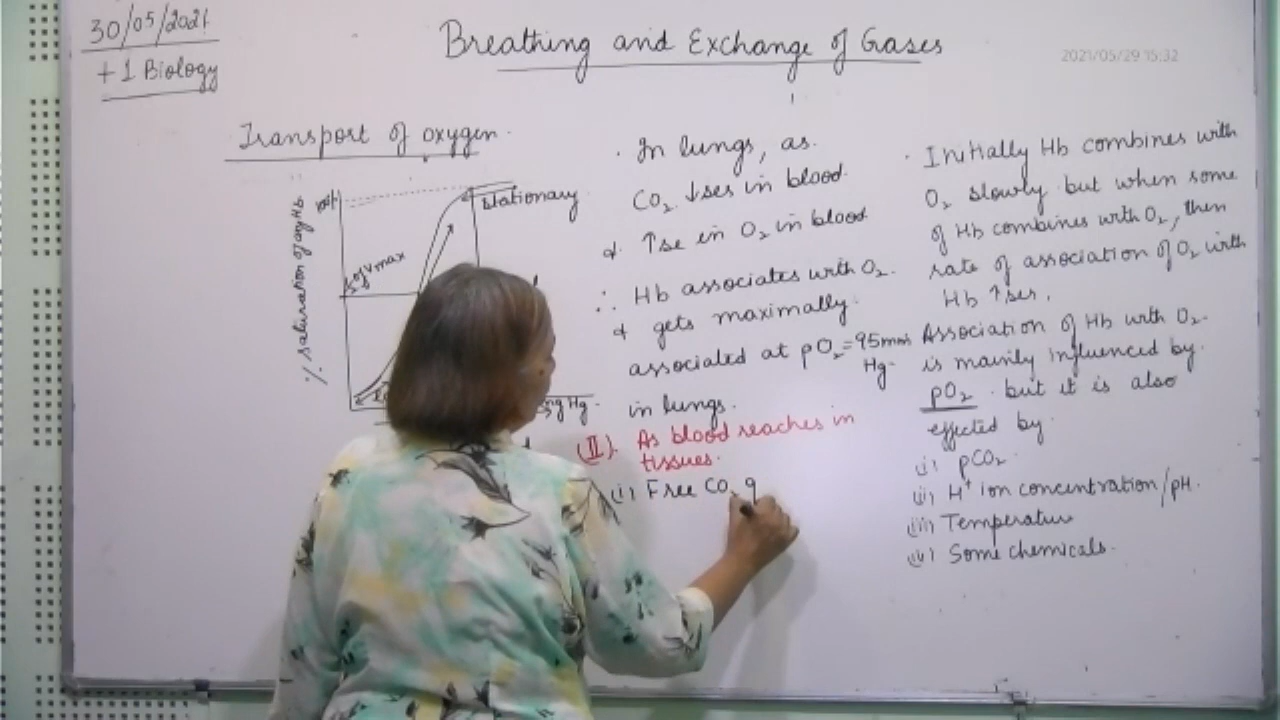 30/05/2021
+1 Biology
Breathing and Exchange of Gases
2021/05/29 15:32
Transport of oxygen.
% saturation of oxyHb.
stationary
of Vmax
mg Hg.
. In lungs, as.
CO2 ↓ses in blood.
& ↑se in O2 in blood
∴ Hb associates with O2.
& gets maximally.
associated at pO2 = 95mm
Hg.
in lungs.
(II). As blood reaches in
tissues.
(i) Free CO2 g
. Initially Hb combines with
O2 slowly but when some
of Hb combines with O2, then
rate of association of O2 with
Hb ↑ses.
Association of Hb with O2.
is mainly influenced by.
pO2. but it is also
effected by.
(i) pCO2.
(ii) H+ ion concentration/pH.
(iii) Temperature
(iv) Some chemicals.